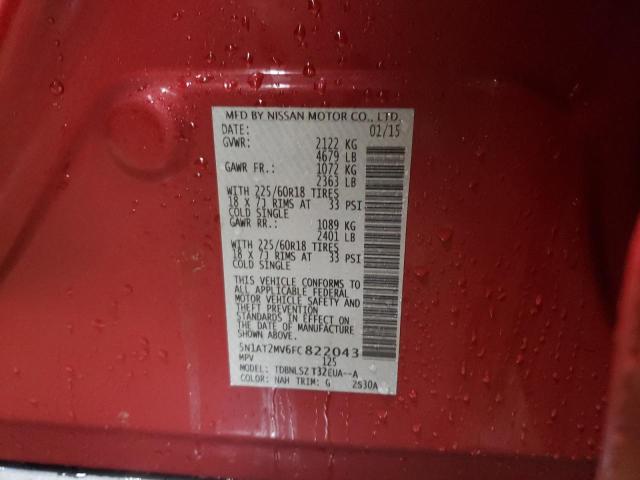 MFD BY NISSAN MOTOR CO., LTD.
DATE: 01/15
GVWR: 2122 KG
4679 LB
GAWR FR.: 1072 KG
2363 LB
WITH 225/60R18 TIRES
18 X 7J RIMS AT 33 PSI
COLD SINGLE
GAWR RR.: 1089 KG
2401 LB
WITH 225/60R18 TIRES
18 X 7J RIMS AT 33 PSI
COLD SINGLE
THIS VEHICLE CONFORMS TO
ALL APPLICABLE FEDERAL
MOTOR VEHICLE SAFETY AND
THEFT PREVENTION
STANDARDS IN EFFECT ON
THE DATE OF MANUFACTURE
SHOWN ABOVE.
5N1AT2MV6FC822043
MPV 125
MODEL: TDBNLSZ T32EUA--A
COLOR: NAH TRIM: G 2S30A